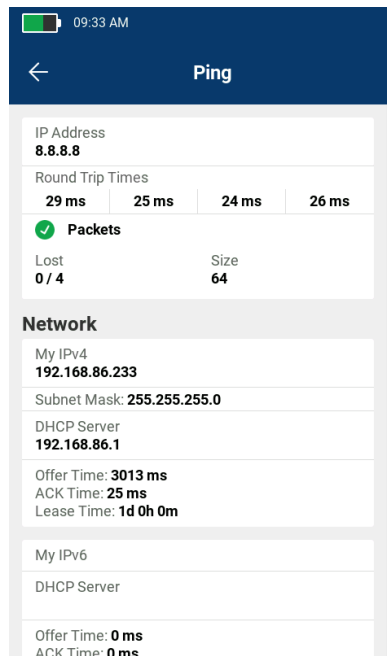 09:33 AM
Ping
IP Address
8.8.8.8
Round Trip Times
29 ms 25 ms 24 ms 26 ms
Packets
Lost Size
0 / 4 64
Network
My IPv4
192.168.86.233
Subnet Mask: 255.255.255.0
DHCP Server
192.168.86.1
Offer Time: 3013 ms
ACK Time: 25 ms
Lease Time: 1d 0h 0m
My IPv6
DHCP Server
Offer Time: 0 ms
ACK Time: 0 ms